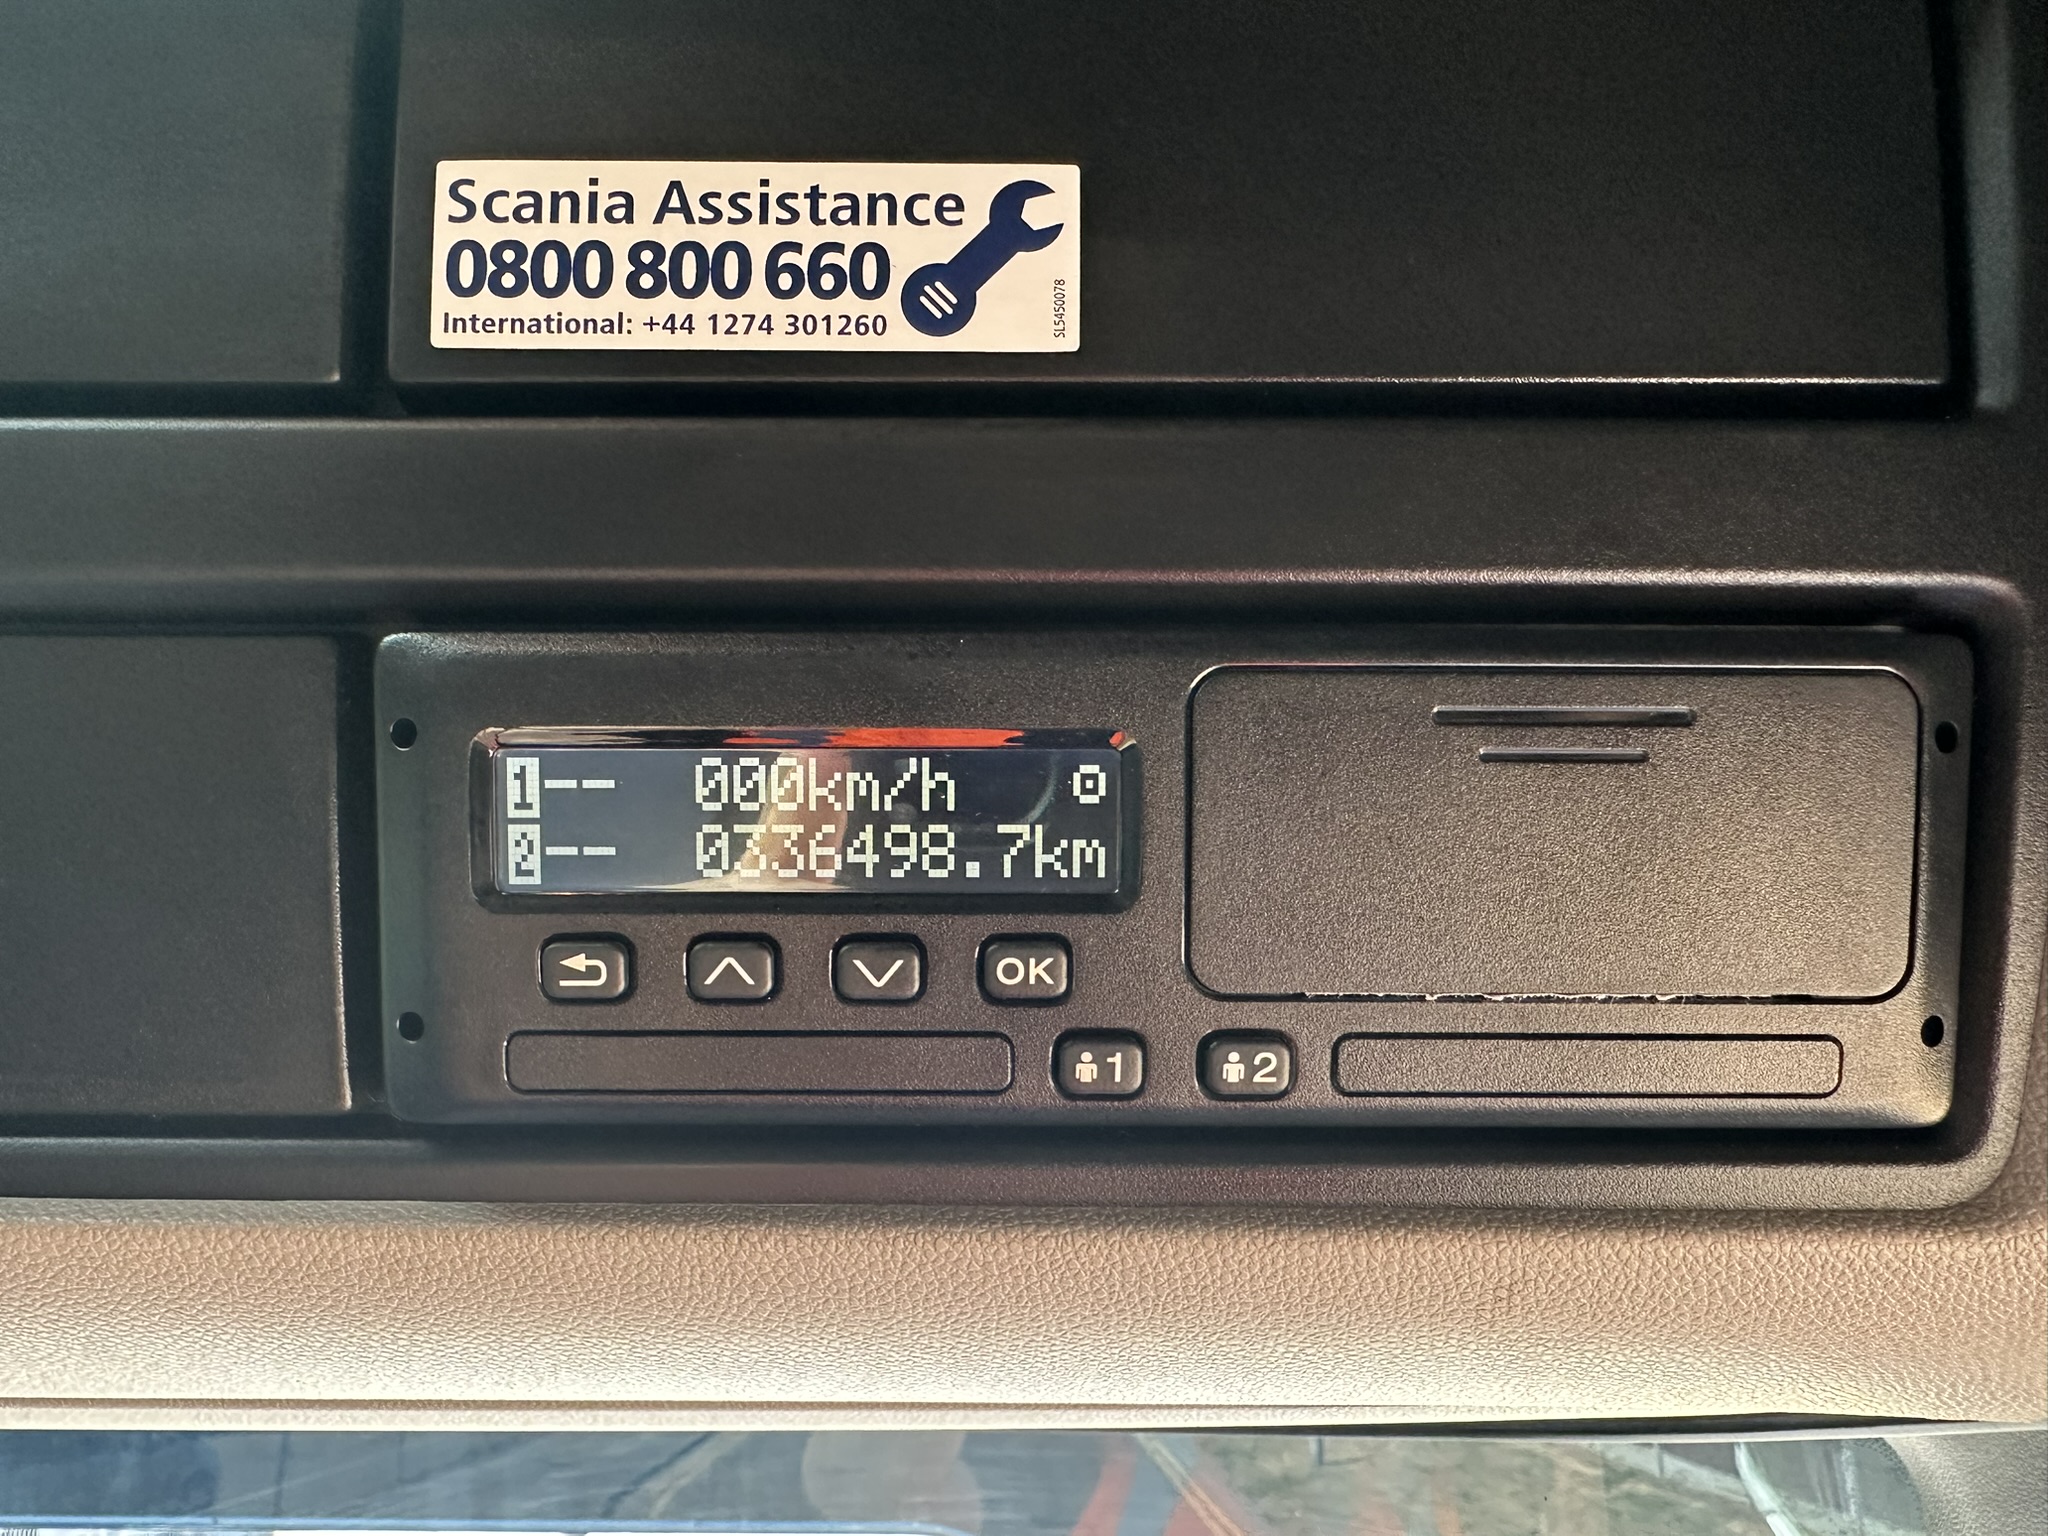 Scania Assistance
0800 800 660
International: +44 1274 301260
SL5450078
1-- 000km/h
2-- 0336498.7km
OK
1 2